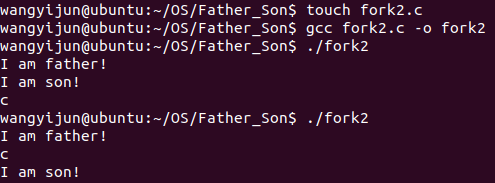 wangyijun@ubuntu:~/OS/Father_Son$ touch fork2.c
wangyijun@ubuntu:~/OS/Father_Son$ gcc fork2.c -o fork2
wangyijun@ubuntu:~/OS/Father_Son$ ./fork2
I am father!
I am son!
c
wangyijun@ubuntu:~/OS/Father_Son$ ./fork2
I am father!
c
I am son!